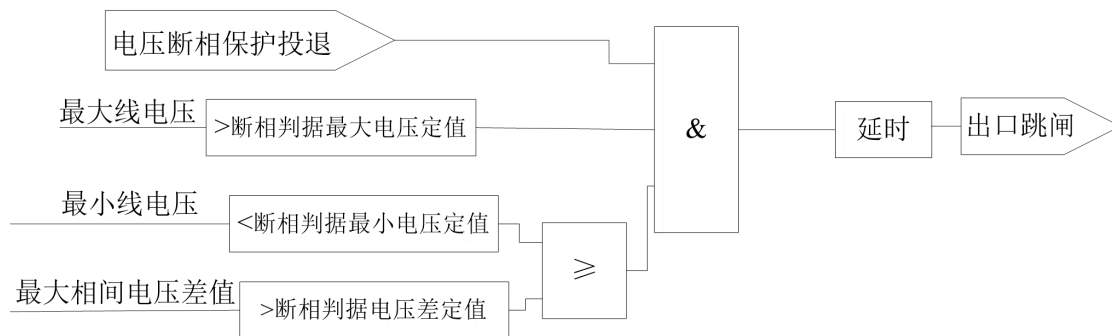 电压断相保护投退
最大线电压
>断相判据最大电压定值
&
延时
出口跳闸
最小线电压
<断相判据最小电压定值
≥
最大相间电压差值
>断相判据电压差定值